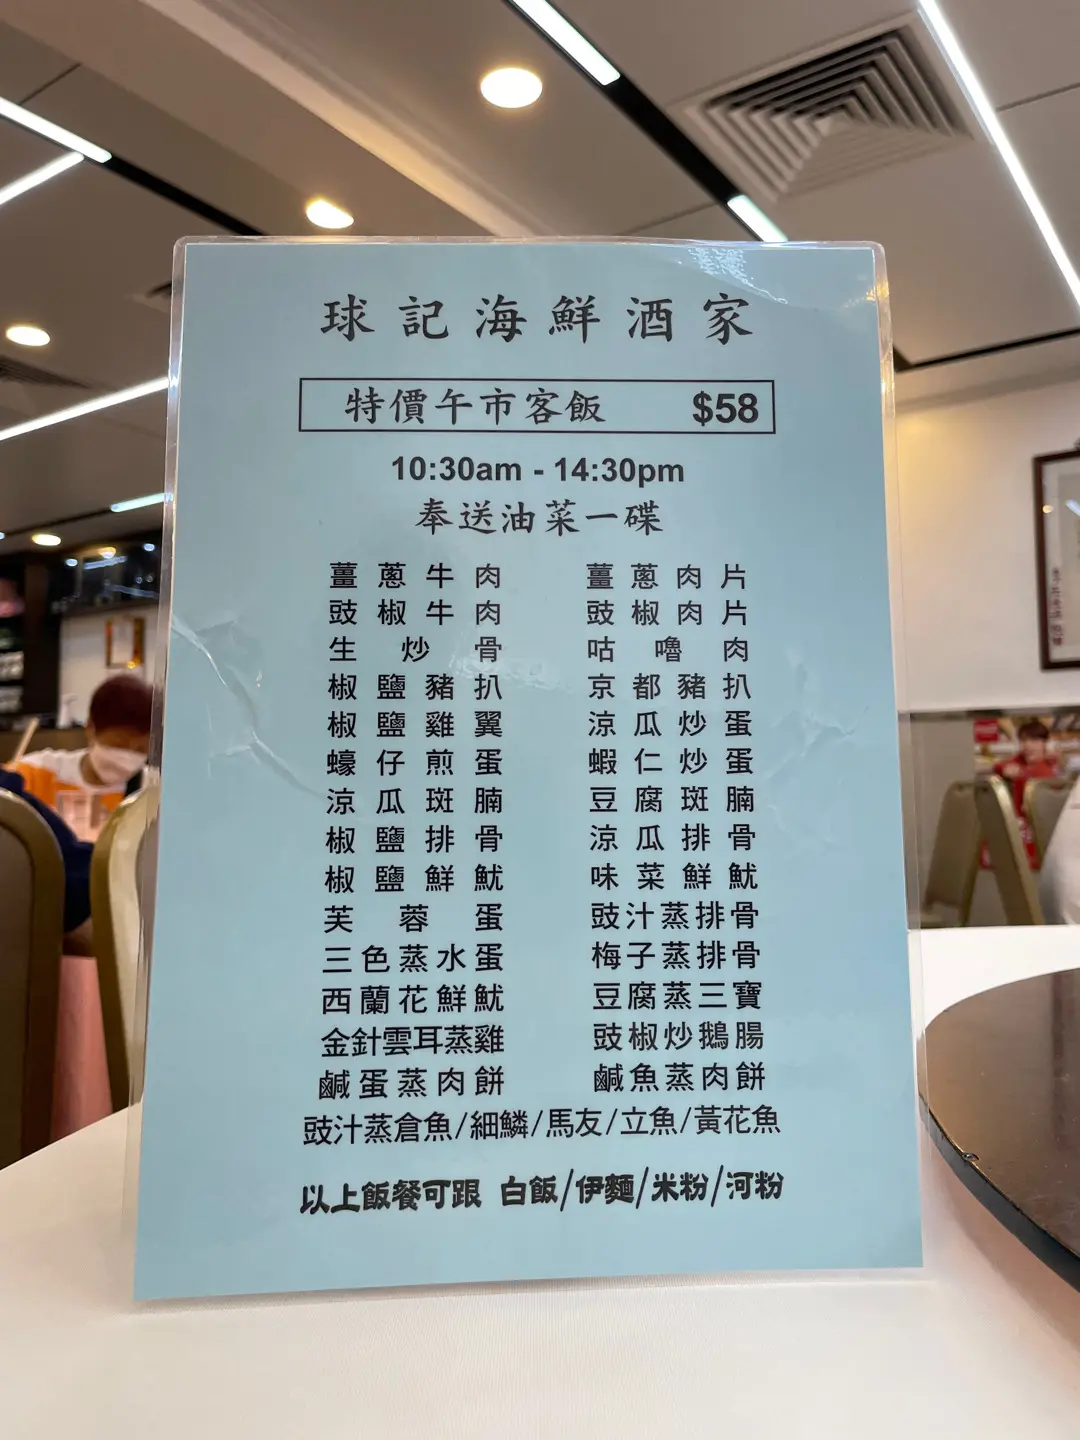 球記海鮮酒家
特價午市客飯 $58
10:30am - 14:30pm
奉送油菜一碟
薑蔥牛肉 薑蔥肉片
豉椒牛肉 豉椒肉片
生炒骨 咕嚕肉
椒鹽豬扒 京都豬扒
椒鹽雞翼 涼瓜炒蛋
蠔仔煎蛋 蝦仁炒蛋
涼瓜斑腩 豆腐斑腩
椒鹽排骨 涼瓜排骨
椒鹽鮮魷 味菜鮮魷
芙蓉蛋 豉汁蒸排骨
三色蒸水蛋 梅子蒸排骨
西蘭花鮮魷 豆腐蒸三寶
金針雲耳蒸雞 豉椒炒鵝腸
鹹蛋蒸肉餅 鹹魚蒸肉餅
豉汁蒸倉魚/細鱗/馬友/立魚/黃花魚
以上飯餐可跟 白飯/伊麵/米粉/河粉